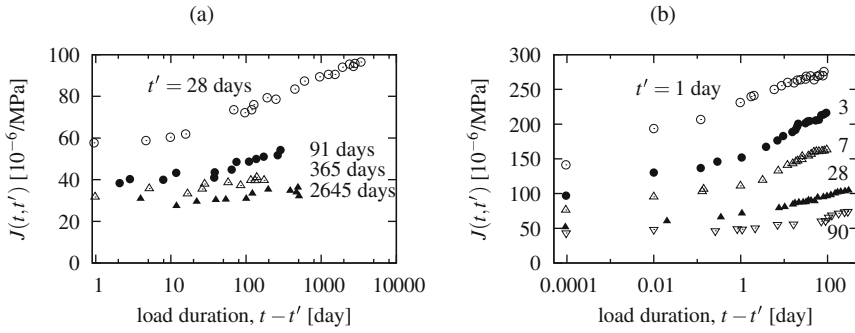 (a)
100
80
60
40
20
0
J(t,t′) [10⁻⁶/MPa]
t′ = 28 days
91 days
365 days
2645 days
1
10
100
1000
10000
load duration, t−t′ [day]
(b)
300
250
200
150
100
50
0
J(t,t′) [10⁻⁶/MPa]
t′ = 1 day
3
7
28
90
0.0001
0.01
1
100
load duration, t−t′ [day]